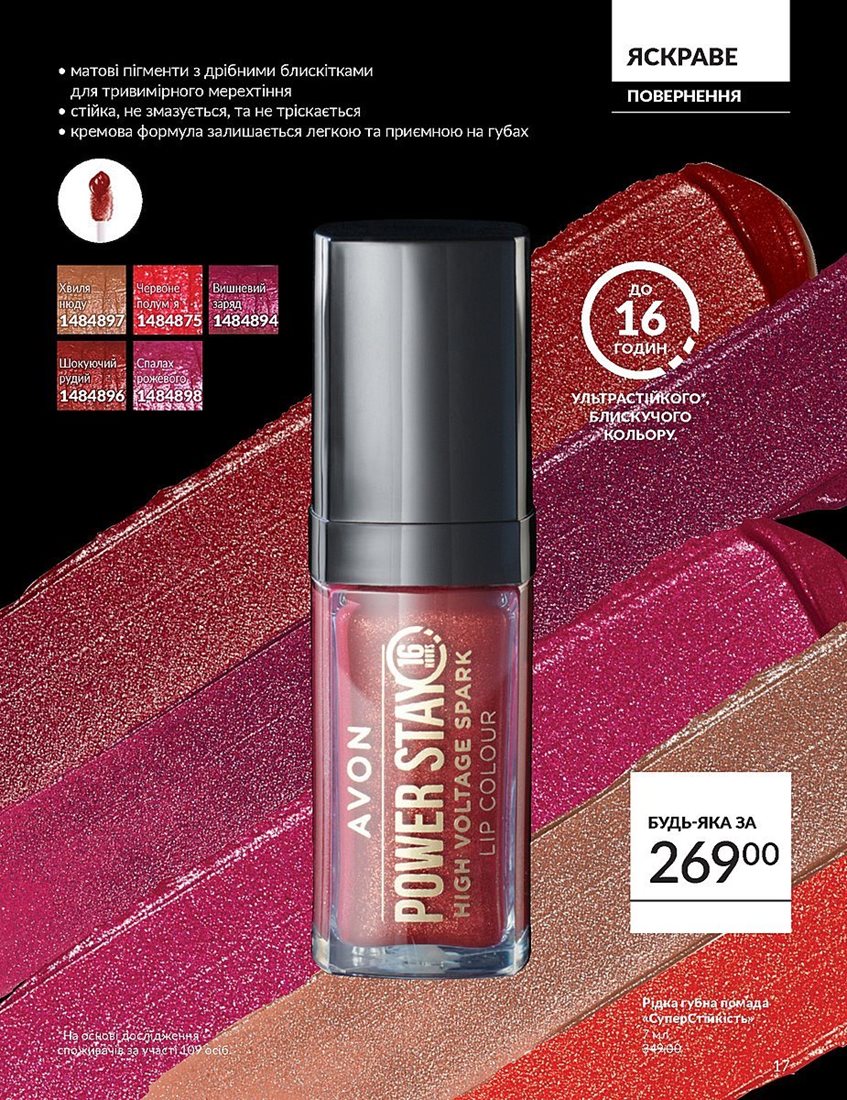 ЯСКРАВЕ
ПОВЕРНЕННЯ
• матові пігменти з дрібними блискітками
для тривимірного мерехтіння
• стійка, не змазується, та не тріскається
• кремова формула залишається легкою та приємною на губах
Хвиля
нюду
1484897
Червоне
полум`я
1484875
Вишневий
заряд
1484894
Шокуючий
рудий
1484896
Спалах
рожевого
1484898
ДО
16
ГОДИН
УЛЬТРАСТІЙКОГО*
БЛИСКУЧОГО
КОЛЬОРУ.
AVON
POWER STAY
16
HOURS
HIGH VOLTAGE SPARK
LIP COLOUR
БУДЬ-ЯКА ЗА
269⁰⁰
Рідка губна помада
«СуперСтійкість»
7 мл.
349.00
*На основі дослідження
споживачів за участі 109 осіб.
17